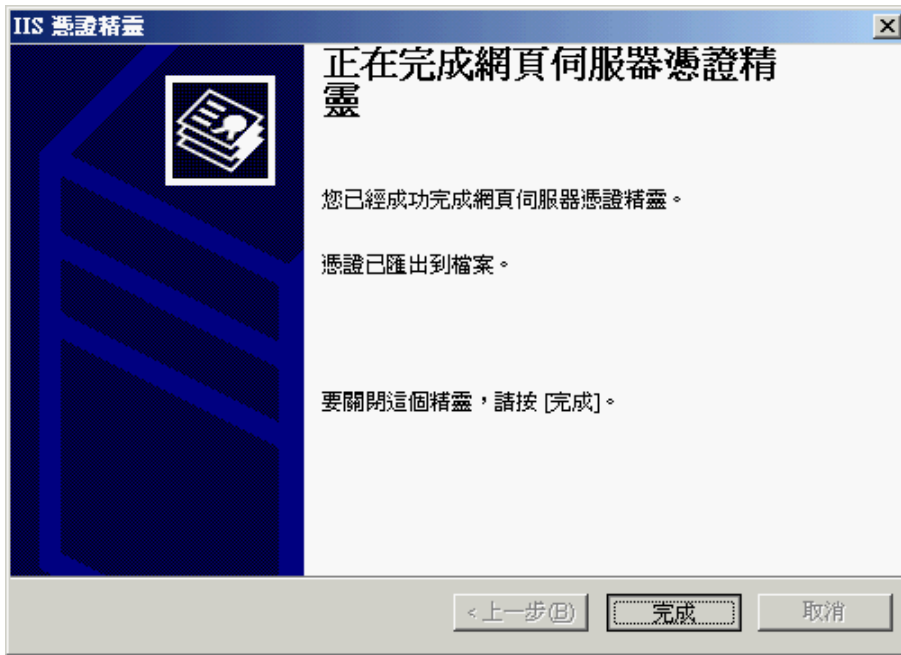 IIS 憑證精靈
正在完成網頁伺服器憑證精
靈
您已經成功完成網頁伺服器憑證精靈。
憑證已匯出到檔案。
要關閉這個精靈，請按 [完成]。
< 上一步(B)
完成
取消